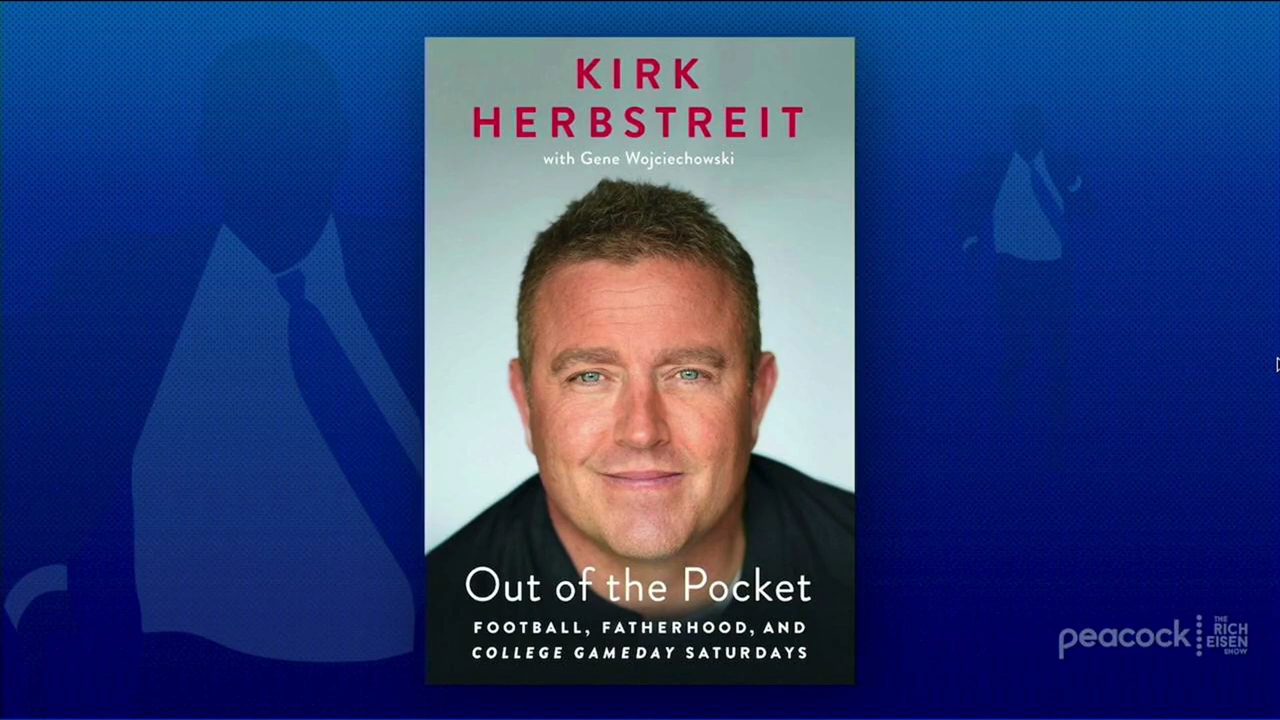 KIRK
HERBSTREIT
with Gene Wojciechowski
Out of the Pocket
FOOTBALL, FATHERHOOD, AND
COLLEGE GAMEDAY SATURDAYS
peacock
THE
RICH
EISEN
SHOW